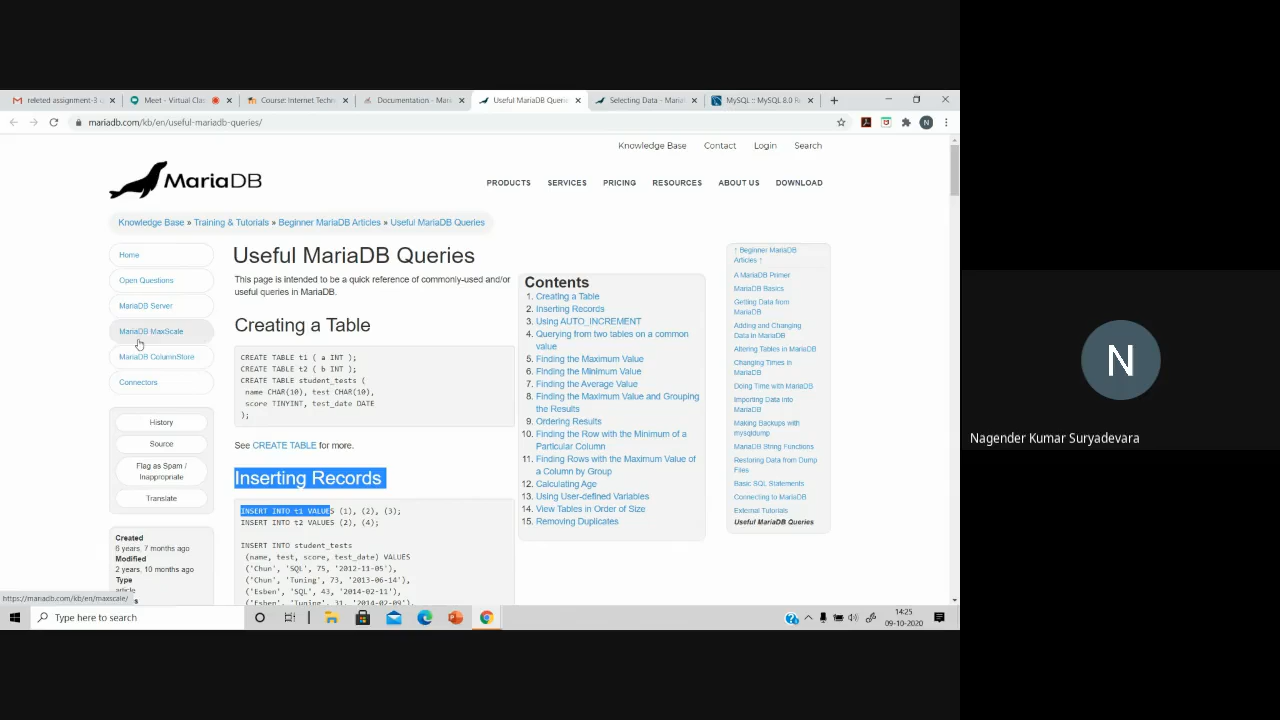 releted assignment-3
Meet - Virtual Clas
Course: Internet Techn
Documentation - Mari
Useful MariaDB Querie
Selecting Data - Maria
MySQL :: MySQL 8.0 R
mariadb.com/kb/en/useful-mariadb-queries/
N
Knowledge Base Contact Login Search
MariaDB
PRODUCTS SERVICES PRICING RESOURCES ABOUT US DOWNLOAD
Knowledge Base » Training & Tutorials » Beginner MariaDB Articles » Useful MariaDB Queries
Home
Open Questions
MariaDB Server
MariaDB MaxScale
MariaDB ColumnStore
Connectors
History
Source
Flag as Spam /
Inappropriate
Translate
Created
6 years, 7 months ago
Modified
2 years, 10 months ago
Type
article
https://mariadb.com/kb/en/maxscale/
Useful MariaDB Queries
This page is intended to be a quick reference of commonly-used and/or
useful queries in MariaDB.
Creating a Table
CREATE TABLE t1 ( a INT );
CREATE TABLE t2 ( b INT );
CREATE TABLE student_tests (
name CHAR(10), test CHAR(10),
score TINYINT, test_date DATE
);
See CREATE TABLE for more.
Inserting Records
INSERT INTO t1 VALUES (1), (2), (3);
INSERT INTO t2 VALUES (2), (4);
INSERT INTO student_tests
(name, test, score, test_date) VALUES
('Chun', 'SQL', 75, '2012-11-05'),
('Chun', 'Tuning', 73, '2013-06-14'),
('Esben', 'SQL', 43, '2014-02-11'),
('Esben', 'Tuning', 31, '2014-02-09'),
Contents
1. Creating a Table
2. Inserting Records
3. Using AUTO_INCREMENT
4. Querying from two tables on a common
value
5. Finding the Maximum Value
6. Finding the Minimum Value
7. Finding the Average Value
8. Finding the Maximum Value and Grouping
the Results
9. Ordering Results
10. Finding the Row with the Minimum of a
Particular Column
11. Finding Rows with the Maximum Value of
a Column by Group
12. Calculating Age
13. Using User-defined Variables
14. View Tables in Order of Size
15. Removing Duplicates
↑ Beginner MariaDB
Articles ↑
A MariaDB Primer
MariaDB Basics
Getting Data from
MariaDB
Adding and Changing
Data in MariaDB
Altering Tables in MariaDB
Changing Times in
MariaDB
Doing Time with MariaDB
Importing Data into
MariaDB
Making Backups with
mysqldump
MariaDB String Functions
Restoring Data from Dump
Files
Basic SQL Statements
Connecting to MariaDB
External Tutorials
Useful MariaDB Queries
Type here to search
14:25
09-10-2020
N
Nagender Kumar Suryadevara